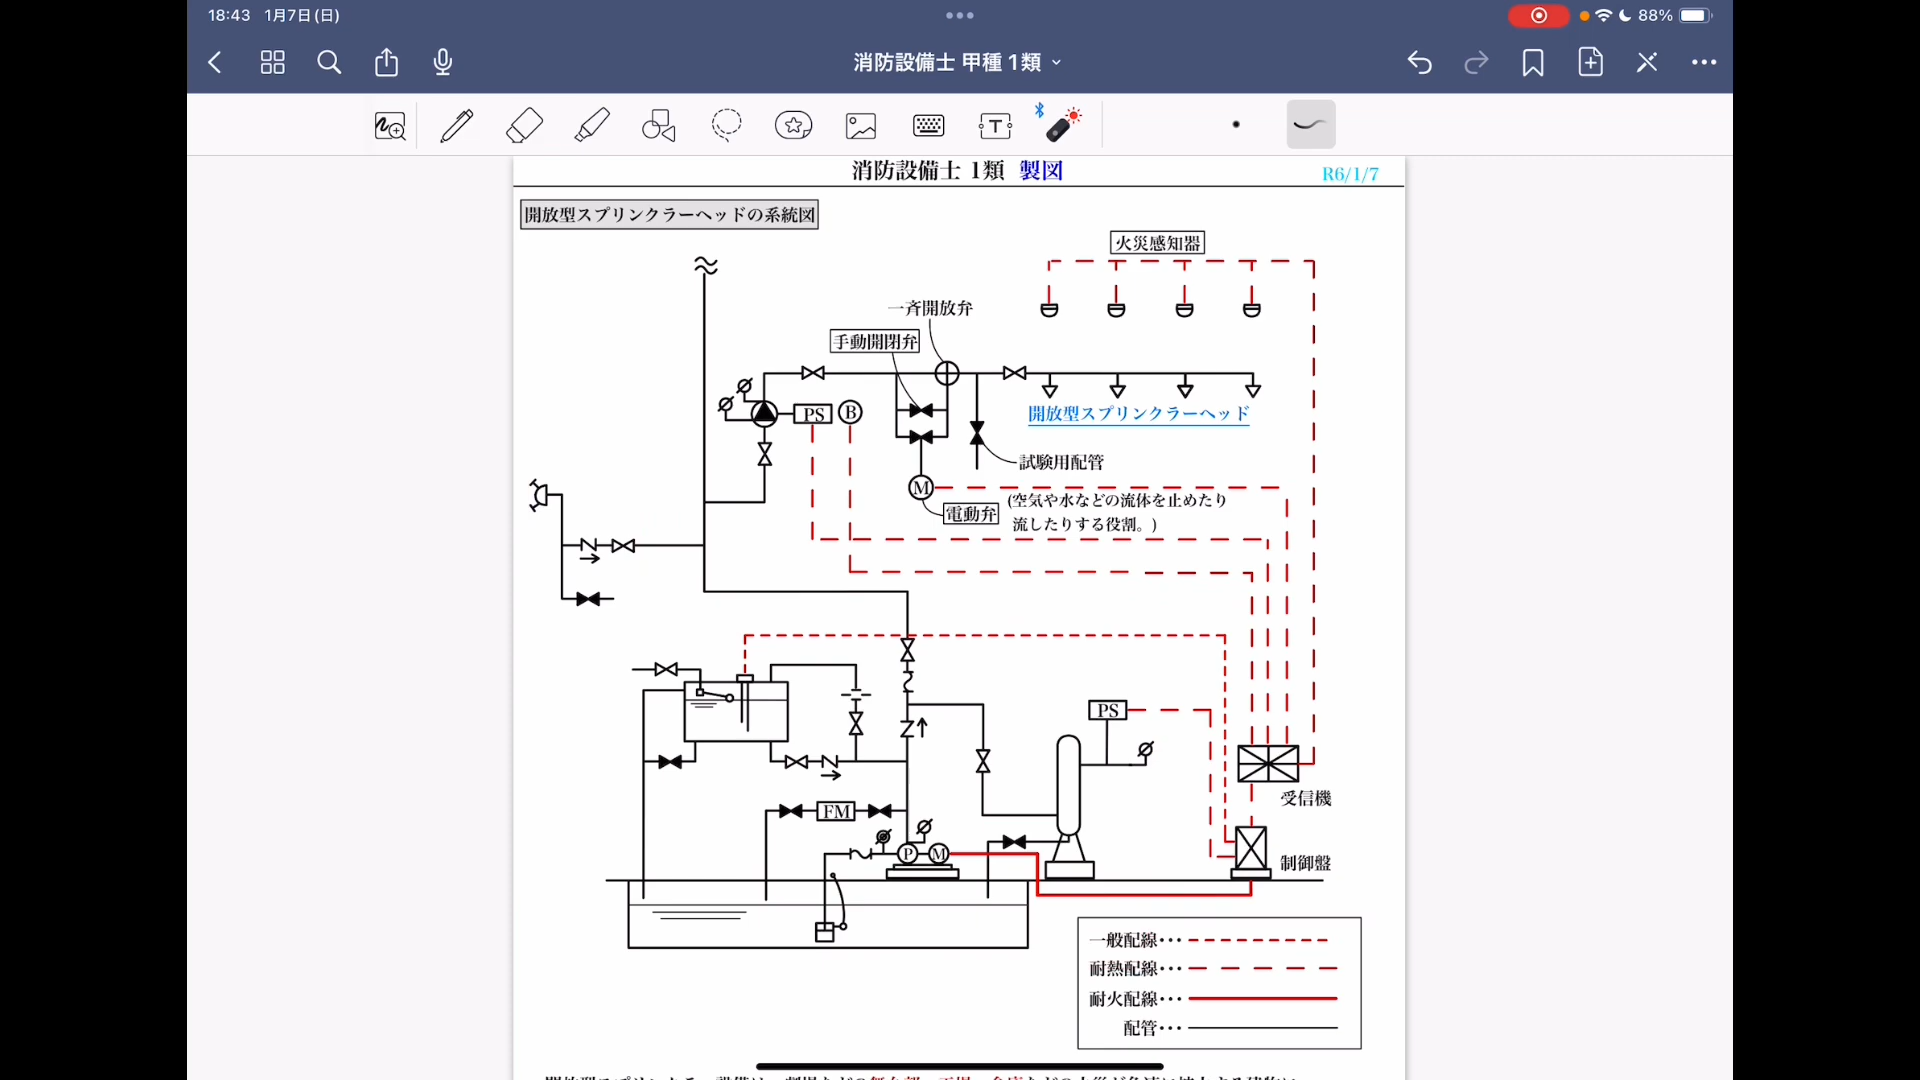 18:43 1月7日(日)
88%
消防設備士 甲種 1類
消防設備士 1類 製図
R6/1/7
開放型スプリンクラーヘッドの系統図
火災感知器
一斉開放弁
手動開閉弁
PS
B
開放型スプリンクラーヘッド
試験用配管
M
(空気や水などの流体を止めたり
電動弁
流したりする役割。)
PS
受信機
FM
P
M
制御盤
一般配線･･･
耐熱配線･･･
耐火配線･･･
配管･･･